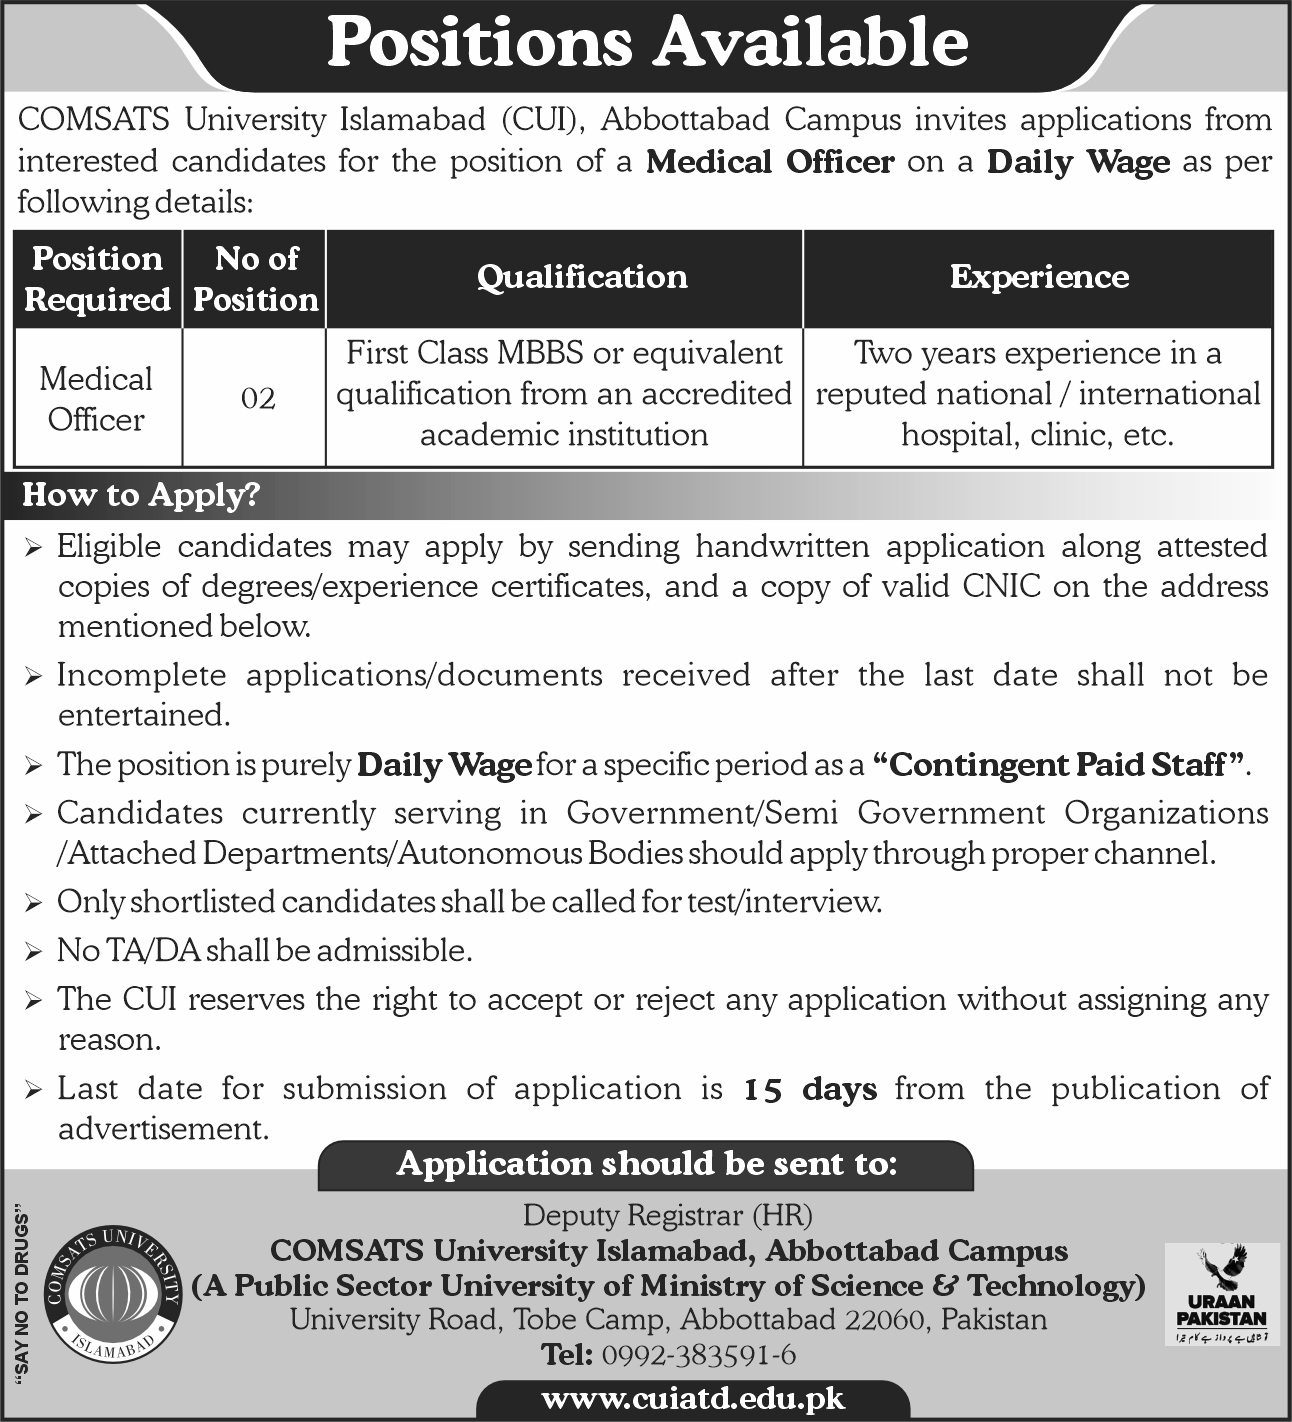 Positions Available
COMSATS University Islamabad (CUI), Abbottabad Campus invites applications from
interested candidates for the position of a Medical Officer on a Daily Wage as per
following details:
Position Required
No of Position
Qualification
Experience
Medical Officer
02
First Class MBBS or equivalent
qualification from an accredited
academic institution
Two years experience in a
reputed national / international
hospital, clinic, etc.
How to Apply?
➢ Eligible candidates may apply by sending handwritten application along attested
copies of degrees/experience certificates, and a copy of valid CNIC on the address
mentioned below.
➢ Incomplete applications/documents received after the last date shall not be
entertained.
➢ The position is purely Daily Wage for a specific period as a “Contingent Paid Staff”.
➢ Candidates currently serving in Government/Semi Government Organizations
/Attached Departments/Autonomous Bodies should apply through proper channel.
➢ Only shortlisted candidates shall be called for test/interview.
➢ No TA/DA shall be admissible.
➢ The CUI reserves the right to accept or reject any application without assigning any
reason.
➢ Last date for submission of application is 15 days from the publication of
advertisement.
Application should be sent to:
Deputy Registrar (HR)
COMSATS University Islamabad, Abbottabad Campus
(A Public Sector University of Ministry of Science & Technology)
University Road, Tobe Camp, Abbottabad 22060, Pakistan
Tel: 0992-383591-6
www.cuiatd.edu.pk
“SAY NO TO DRUGS”
COMSATS UNIVERSITY
ISLAMABAD
URAAN
PAKISTAN
تو شاہیں ہے پرواز ہے کام تیرا